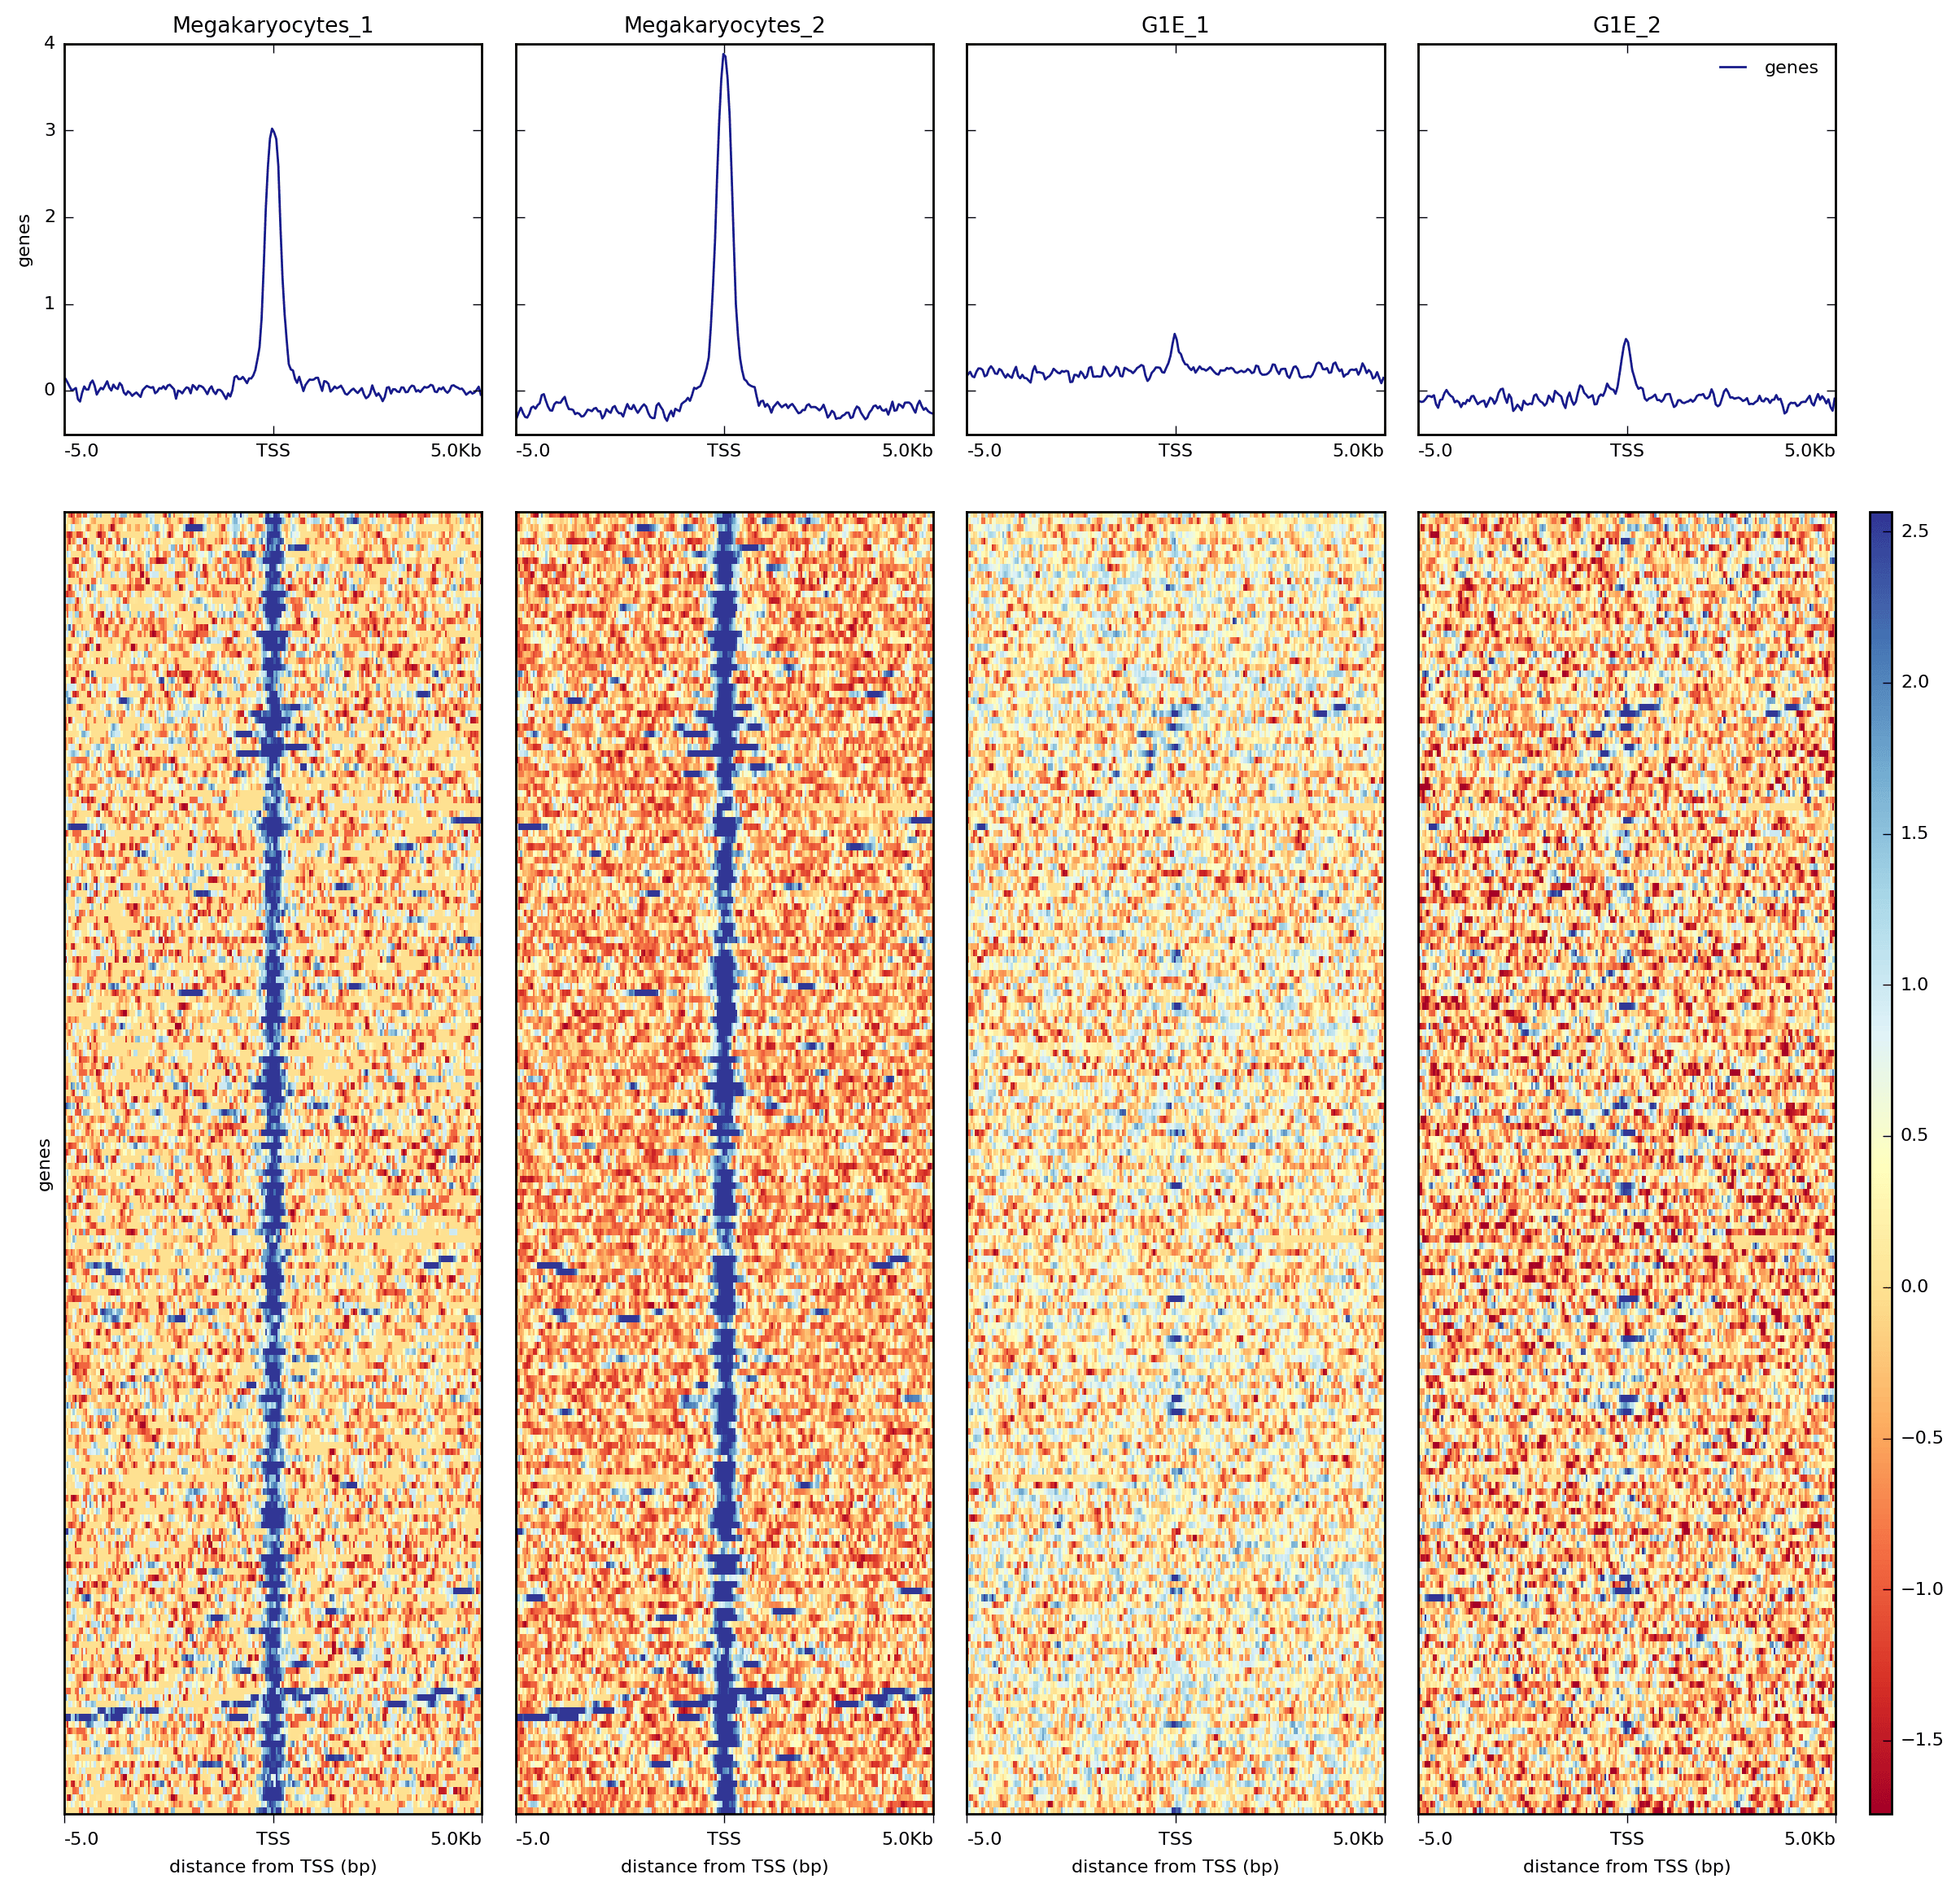 Megakaryocytes_1 Megakaryocytes_2 G1E_1 G1E_2
4
3
2
1
0
genes
genes
-5.0 TSS 5.0Kb -5.0 TSS 5.0Kb -5.0 TSS 5.0Kb -5.0 TSS 5.0Kb
genes
2.5
2.0
1.5
1.0
0.5
0.0
−0.5
−1.0
−1.5
-5.0 TSS 5.0Kb -5.0 TSS 5.0Kb -5.0 TSS 5.0Kb -5.0 TSS 5.0Kb
distance from TSS (bp) distance from TSS (bp) distance from TSS (bp) distance from TSS (bp)